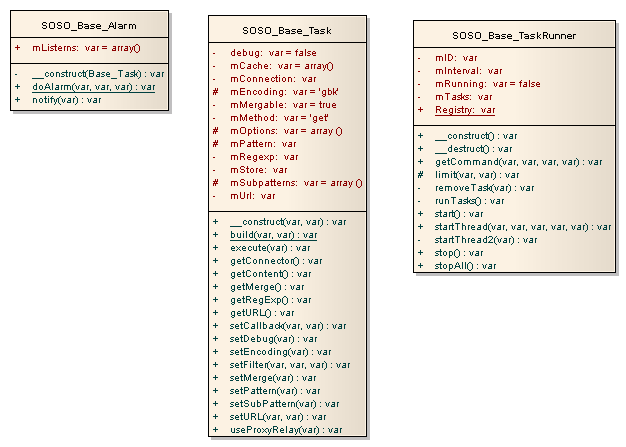 SOSO_Base_Alarm
+ mListerns: var = array()
- __construct(Base_Task) : var
+ doAlarm(var, var, var) : var
+ notify(var) : var
SOSO_Base_Task
- debug: var = false
- mCache: var = array()
- mConnection: var
# mEncoding: var = 'gbk'
- mMergable: var = true
- mMethod: var = 'get'
# mOptions: var = array ()
# mPattern: var
- mRegexp: var
- mStore: var
# mSubpatterns: var = array ()
- mUrl: var
+ __construct(var, var) : var
+ build(var, var) : var
+ execute(var) : var
+ getConnector() : var
+ getContent() : var
+ getMerge() : var
+ getRegExp() : var
+ getURL() : var
+ setCallback(var, var) : var
+ setDebug(var) : var
+ setEncoding(var) : var
+ setFilter(var, var, var) : var
+ setMerge(var) : var
+ setPattern(var) : var
+ setSubPattern(var) : var
+ setURL(var, var) : var
+ useProxyRelay(var) : var
SOSO_Base_TaskRunner
- mID: var
- mInterval: var
- mRunning: var = false
- mTasks: var
+ Registry: var
+ __construct() : var
+ __destruct() : var
+ getCommand(var, var, var, var) : var
# limit(var, var) : var
- removeTask(var) : var
- runTasks() : var
+ start() : var
+ startThread(var, var, var, var, var) : var
- startThread2(var) : var
+ stop() : var
+ stopAll() : var